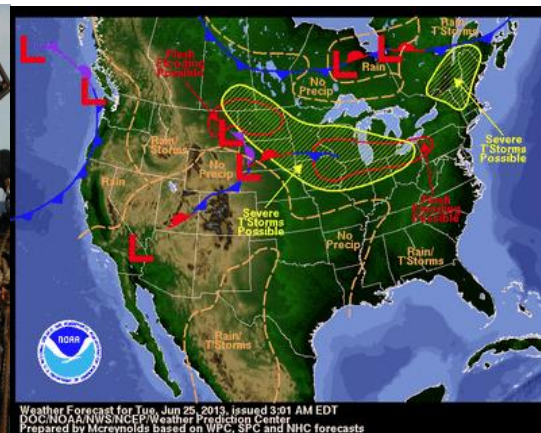 L
L
Flash
Flooding
Possible
No
Precip
L
Rain
L
Rain/
T'Storms
Severe
T'Storms
Possible
Rain/
T'Storms
Rain
No
Precip
L
L
Severe
T'Storms
Possible
Flash
Flooding
Possible
No
Precip
Rain/
T'Storms
L
Rain/
T'Storms
NOAA
Weather Forecast for Tue, Jun 25, 2013, issued 3:01 AM EDT
DOC/NOAA/NWS/NCEP/Weather Prediction Center
Prepared by Mcreynolds based on WPC, SPC and NHC forecasts